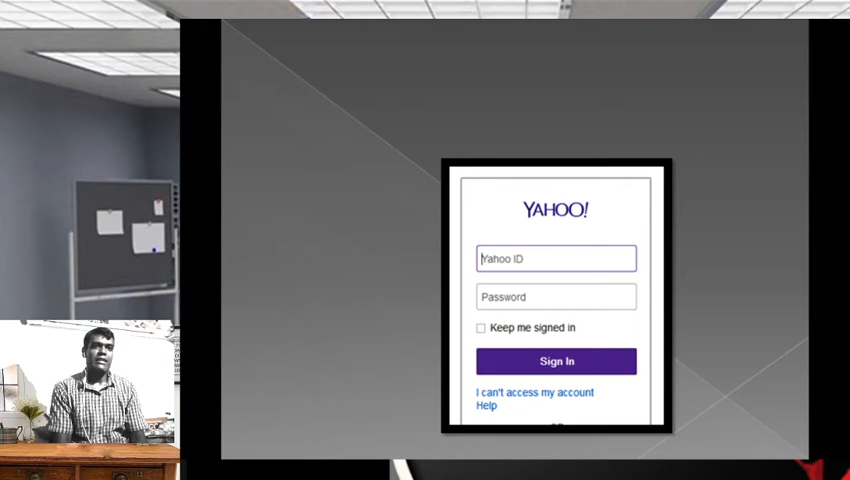 YAHOO!
Yahoo ID
Password
Keep me signed in
Sign In
I can't access my account
Help